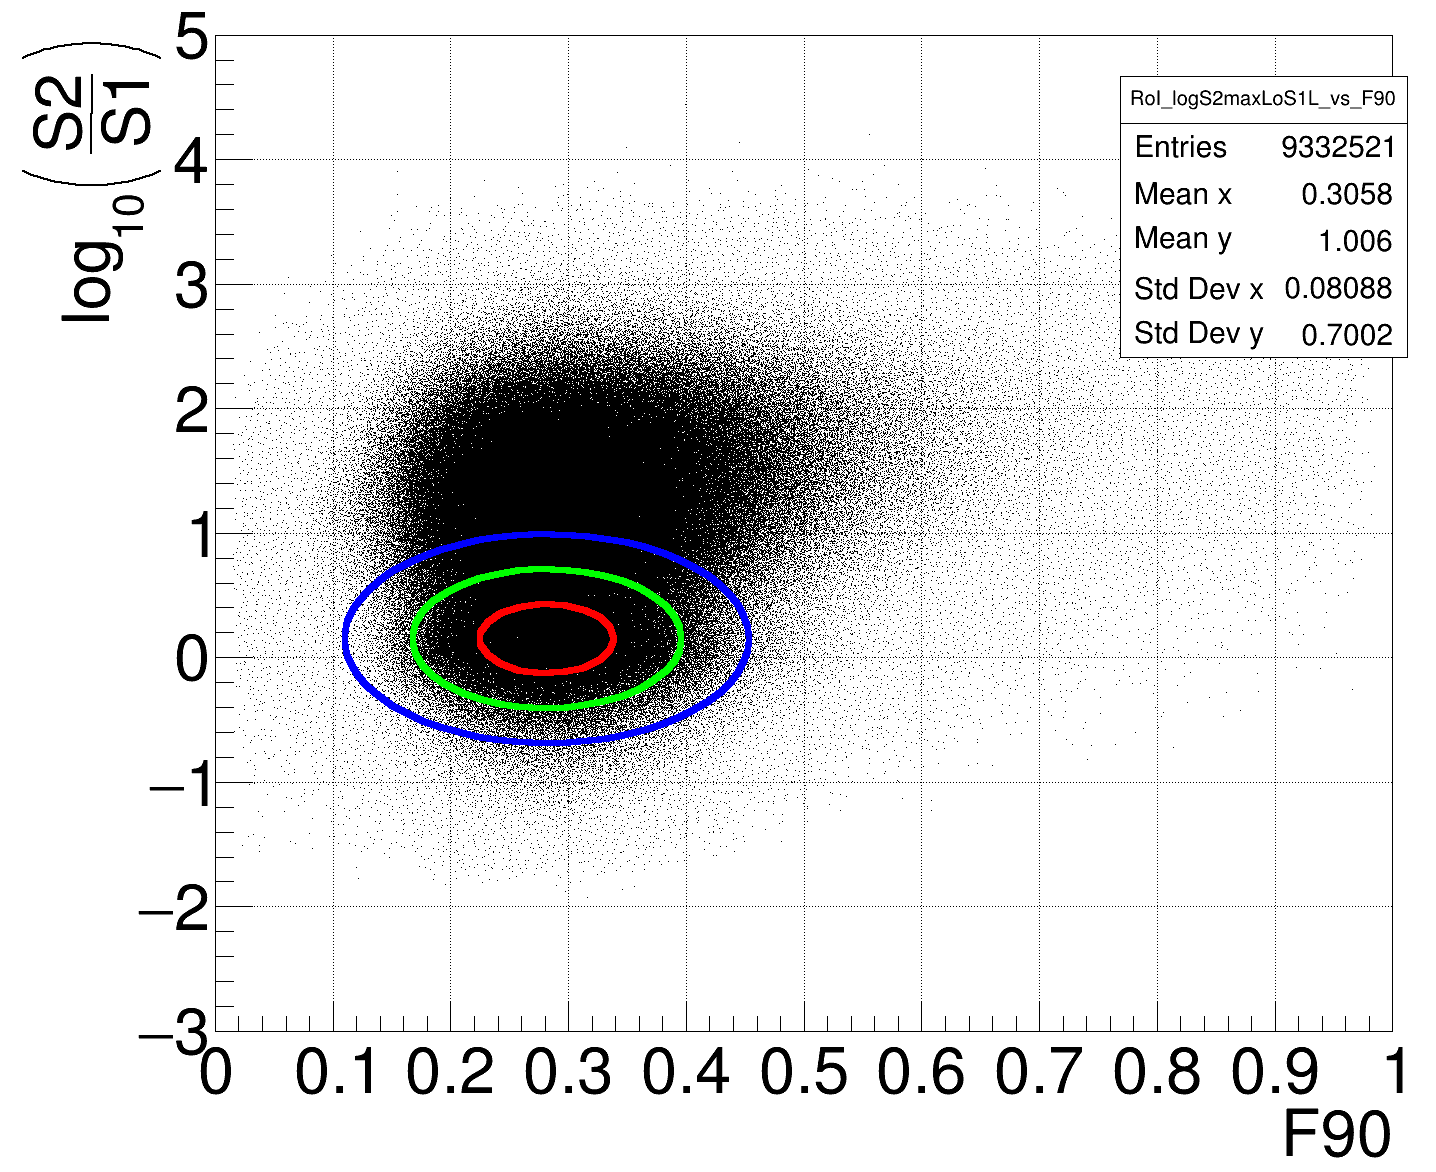 log10 (S2/S1)
5
4
3
2
1
0
−1
−2
−3
RoI_logS2maxLoS1L_vs_F90
Entries 9332521
Mean x 0.3058
Mean y 1.006
Std Dev x 0.08088
Std Dev y 0.7002
0 0.1 0.2 0.3 0.4 0.5 0.6 0.7 0.8 0.9 1
F90